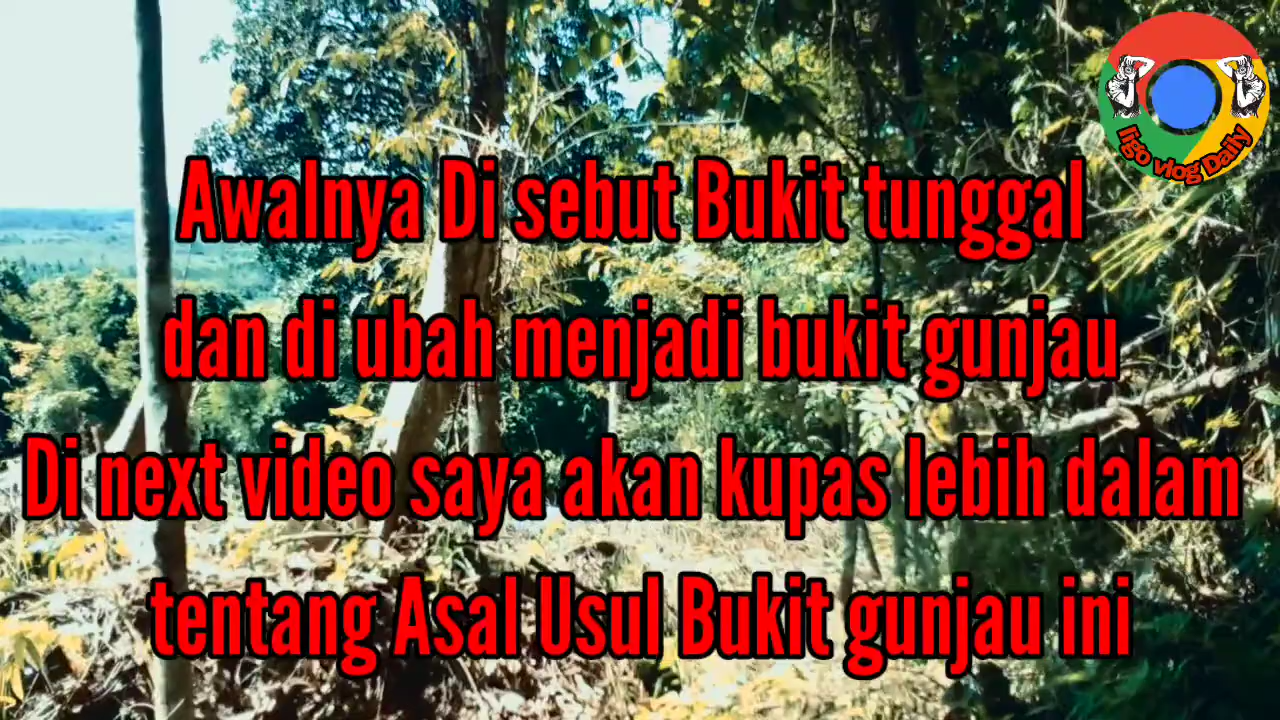 ligo vlog Daily
Awalnya Di sebut Bukit tunggal
dan di ubah menjadi bukit gunjau
Di next video saya akan kupas lebih dalam
tentang Asal Usul Bukit gunjau ini